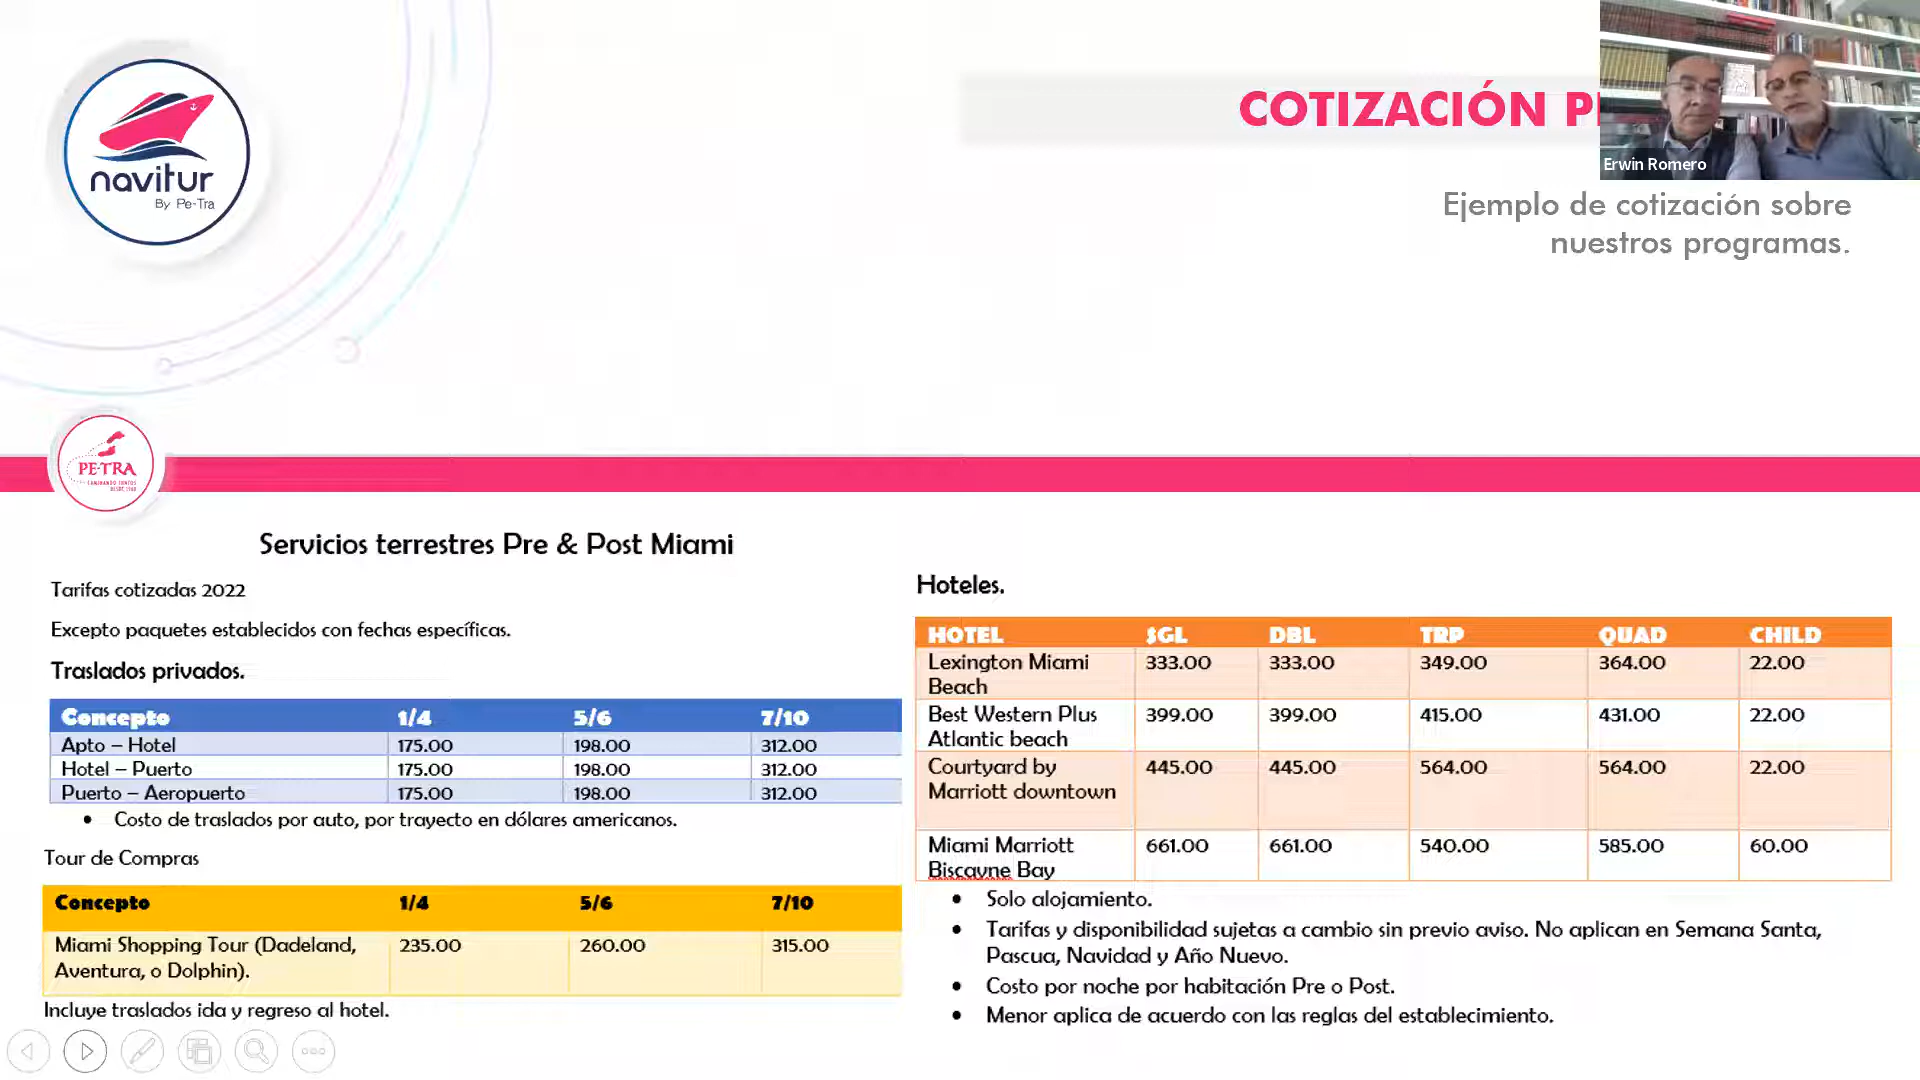 navitur
By Pe-Tra
COTIZACIÓN
Erwin Romero
Ejemplo de cotización sobre
nuestros programas.
PE-TRA
CAMINANDO JUNTOS
Servicios terrestres Pre & Post Miami
Tarifas cotizadas 2022
Excepto paquetes establecidos con fechas específicas.
Traslados privados.
Concepto 1/4 5/6 7/10
Apto – Hotel 175.00 198.00 312.00
Hotel – Puerto 175.00 198.00 312.00
Puerto – Aeropuerto 175.00 198.00 312.00
• Costo de traslados por auto, por trayecto en dólares americanos.
Tour de Compras
Concepto 1/4 5/6 7/10
Miami Shopping Tour (Dadeland, 235.00 260.00 315.00
Aventura, o Dolphin).
Incluye traslados ida y regreso al hotel.
Hoteles.
HOTEL SGL DBL TRP QUAD CHILD
Lexington Miami 333.00 333.00 349.00 364.00 22.00
Beach
Best Western Plus 399.00 399.00 415.00 431.00 22.00
Atlantic beach
Courtyard by 445.00 445.00 564.00 564.00 22.00
Marriott downtown
Miami Marriott 661.00 661.00 540.00 585.00 60.00
Biscayne Bay
• Solo alojamiento.
• Tarifas y disponibilidad sujetas a cambio sin previo aviso. No aplican en Semana Santa,
Pascua, Navidad y Año Nuevo.
• Costo por noche por habitación Pre o Post.
• Menor aplica de acuerdo con las reglas del establecimiento.